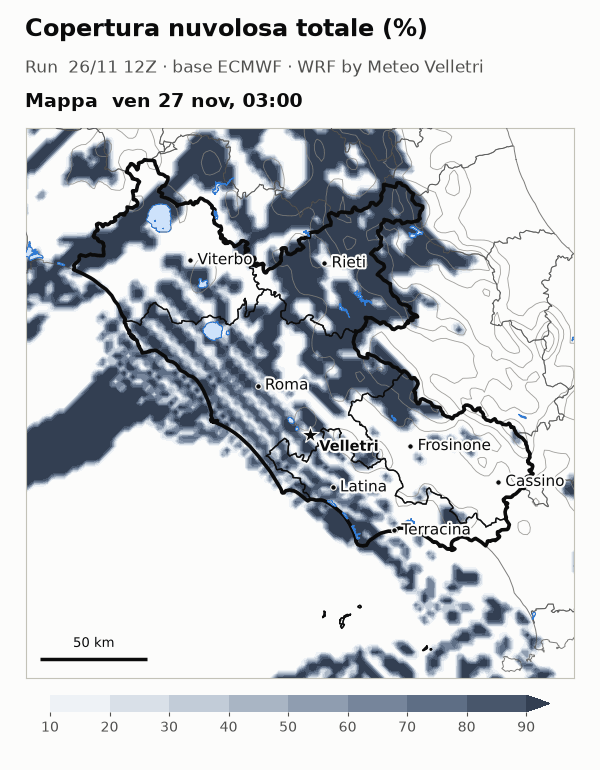 Copertura nuvolosa totale (%)
Run 26/11 12Z · base ECMWF · WRF by Meteo Velletri
Mappa ven 27 nov, 03:00
Viterbo
Rieti
Roma
Velletri
Frosinone
Cassino
Latina
Terracina
50 km
10 20 30 40 50 60 70 80 90